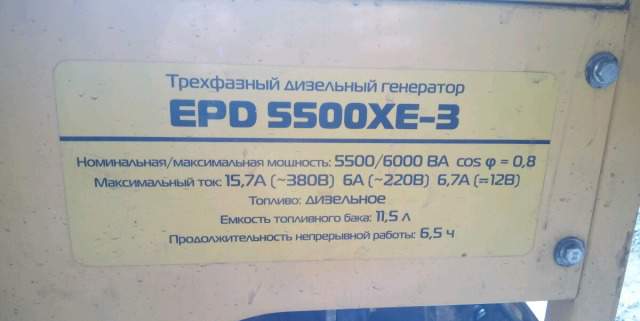 Трехфазный дизельный генератор
EPD 5500XE-3
Номинальная/максимальная мощность: 5500/6000 ВА cos φ = 0,8
Максимальный ток: 15,7А (~380В) 6А (~220В) 6,7А (=12В)
Топливо: дизельное
Емкость топливного бака: 11,5 л
Продолжительность непрерывной работы: 6,5 ч